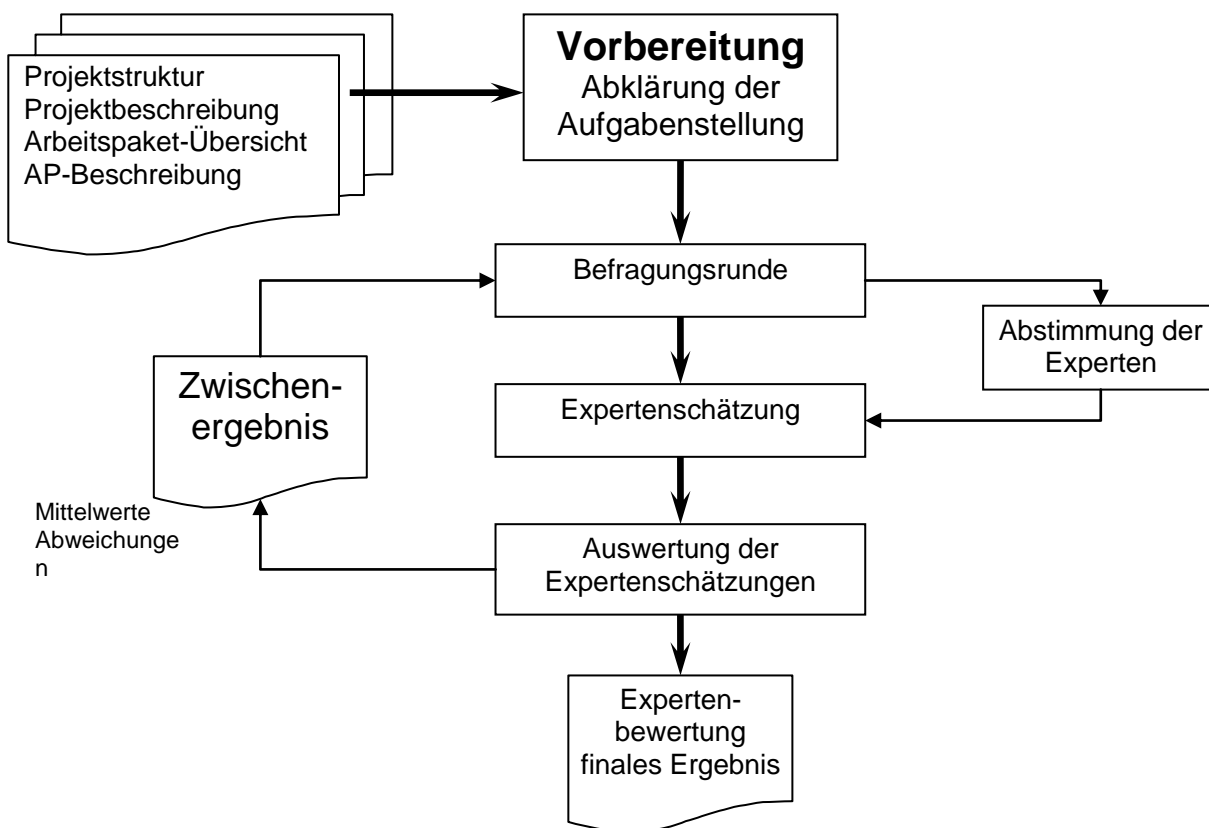 Projektstruktur
Projektbeschreibung
Arbeitspaket-Übersicht
AP-Beschreibung
Vorbereitung
Abklärung der
Aufgabenstellung
Befragungsrunde
Abstimmung der
Experten
Zwischen-
ergebnis
Expertenschätzung
Mittelwerte
Abweichunge
n
Auswertung der
Expertenschätzungen
Experten-
bewertung
finales Ergebnis